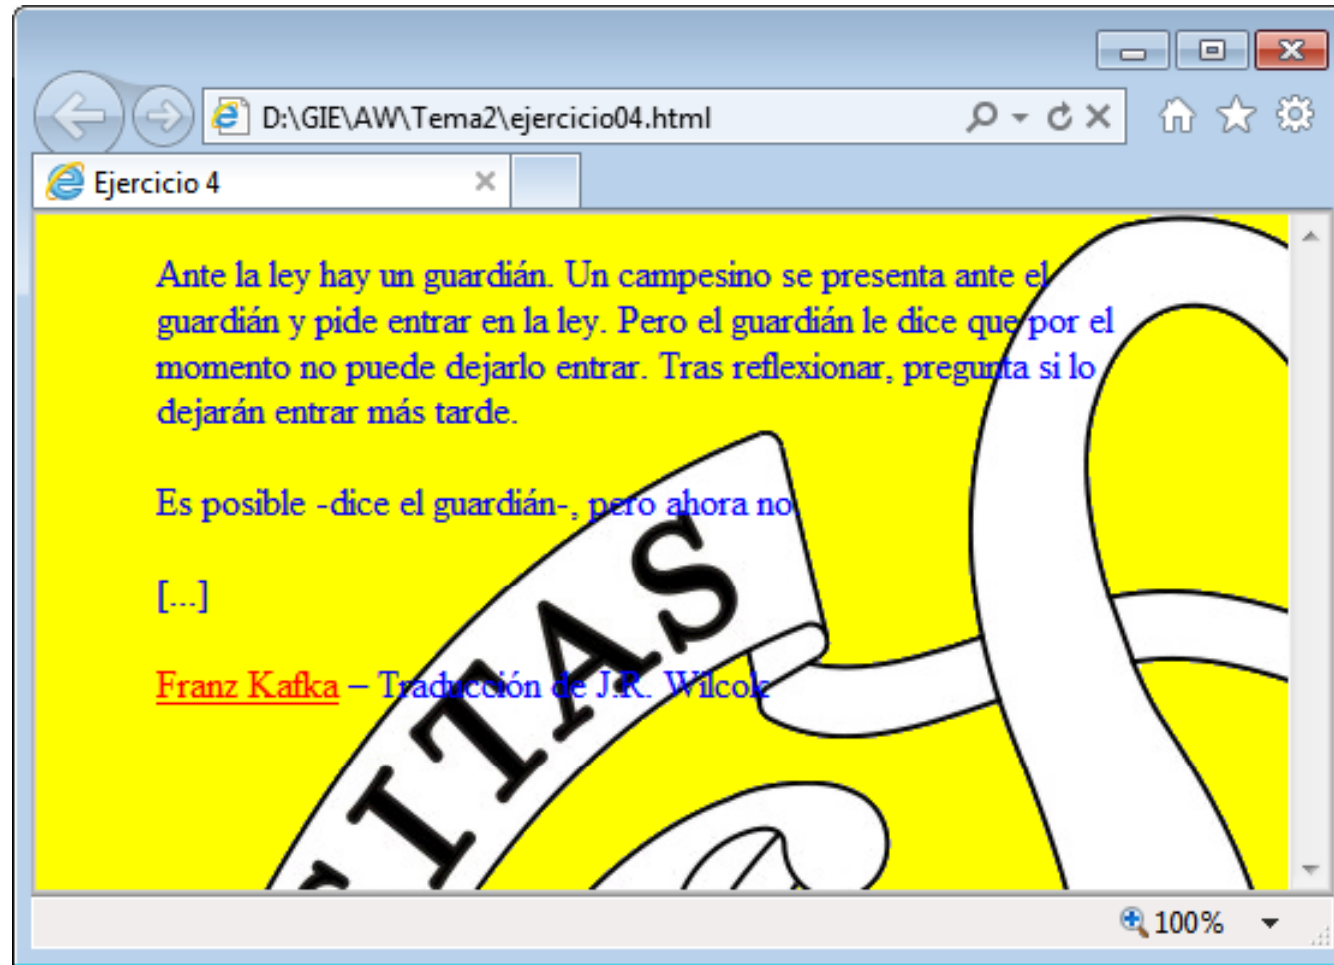 D:\GIE\AW\Tema2\ejercicio04.html
Ejercicio 4
Ante la ley hay un guardián. Un campesino se presenta ante el
guardián y pide entrar en la ley. Pero el guardián le dice que por el
momento no puede dejarlo entrar. Tras reflexionar, pregunta si lo
dejarán entrar más tarde.
Es posible -dice el guardián-, pero ahora no
[...]
Franz Kafka – Traducción de J.R. Wilcok
ITAS
100%